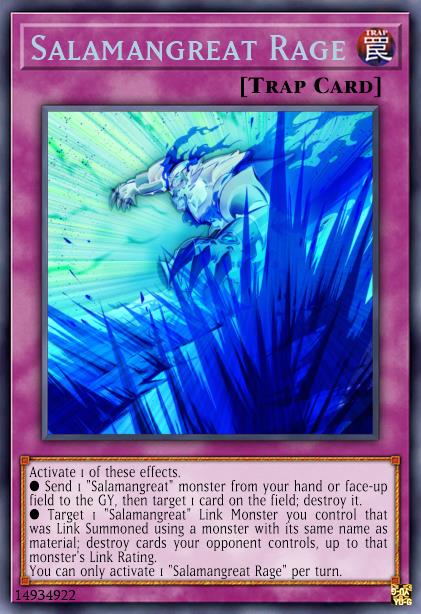 Salamangreat Rage
TRAP
罠
[Trap Card]
Activate 1 of these effects.
● Send 1 "Salamangreat" monster from your hand or face-up
field to the GY, then target 1 card on the field; destroy it.
● Target 1 "Salamangreat" Link Monster you control that
was Link Summoned using a monster with its same name as
material; destroy cards your opponent controls, up to that
monster's Link Rating.
You can only activate 1 "Salamangreat Rage" per turn.
14934922